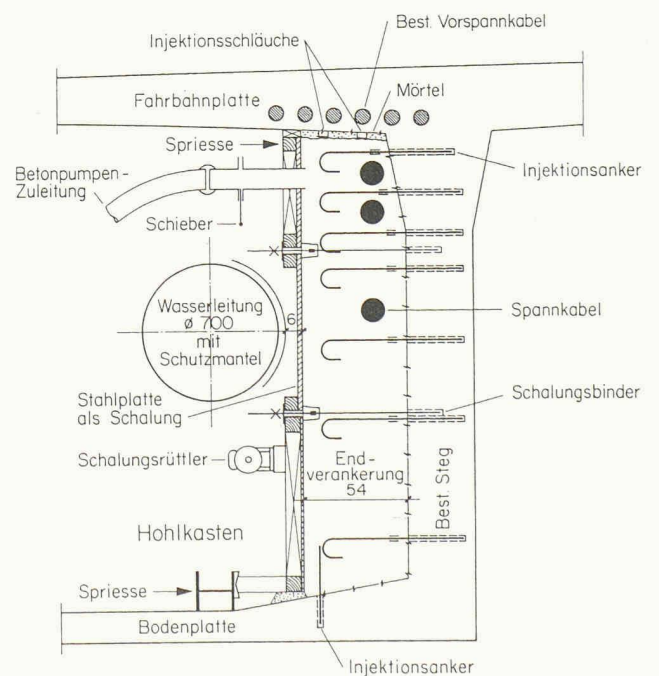 Best. Vorspannkabel
Injektionsschläuche
Mörtel
Fahrbahnplatte
Spriesse
Injektionsanker
Betonpumpen-
Zuleitung
Schieber
Wasserleitung
ø 700
mit
Schutzmantel
6
Spannkabel
Stahlplatte
als Schalung
Schalungsbinder
Schalungsrüttler
End-
verankerung
54
Best. Steg
Hohlkasten
Spriesse
Bodenplatte
Injektionsanker